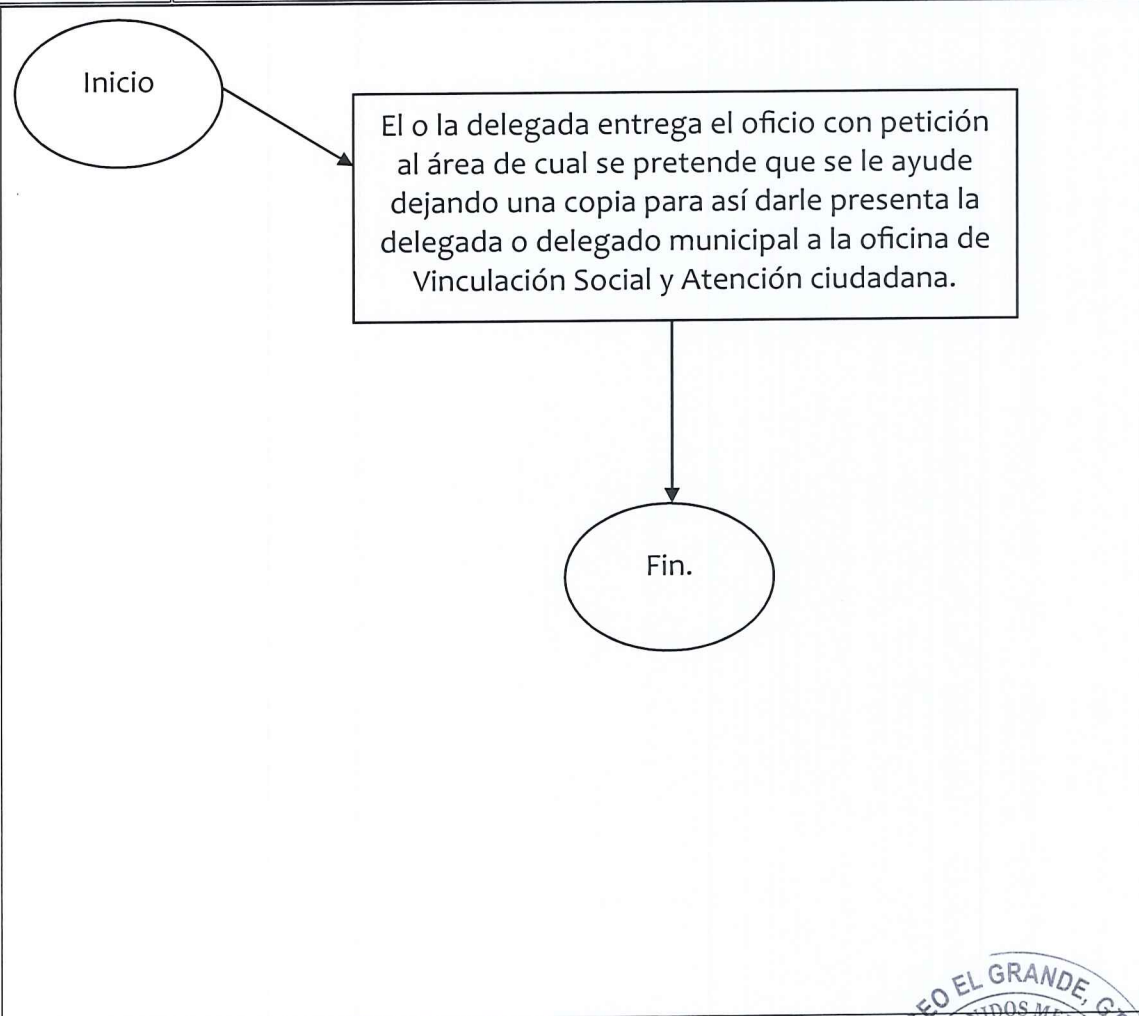 Inicio
El o la delegada entrega el oficio con petición
al área de cual se pretende que se le ayude
dejando una copia para así darle presenta la
delegada o delegado municipal a la oficina de
Vinculación Social y Atención ciudadana.
Fin.
EL GRANDE,